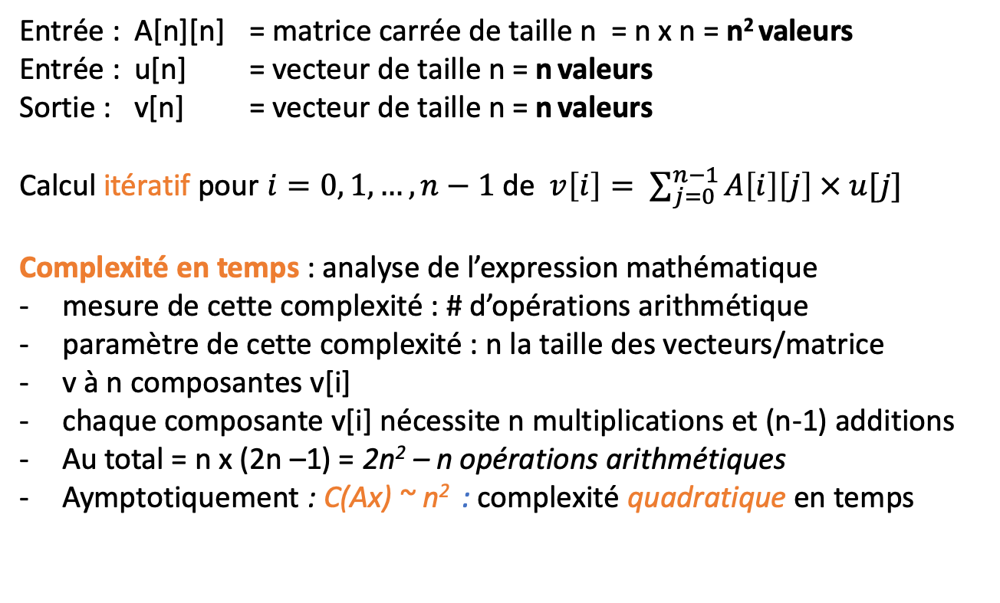 Entrée : A[n][n] = matrice carrée de taille n = n x n = n² valeurs
Entrée : u[n] = vecteur de taille n = n valeurs
Sortie : v[n] = vecteur de taille n = n valeurs
Calcul itératif pour i = 0, 1, … , n − 1 de v[i] = ∑_{j=0}^{n−1} A[i][j] × u[j]
Complexité en temps : analyse de l’expression mathématique
- mesure de cette complexité : # d’opérations arithmétique
- paramètre de cette complexité : n la taille des vecteurs/matrice
- v à n composantes v[i]
- chaque composante v[i] nécessite n multiplications et (n-1) additions
- Au total = n x (2n –1) = 2n² – n opérations arithmétiques
- Aymptotiquement : C(Ax) ~ n² : complexité quadratique en temps